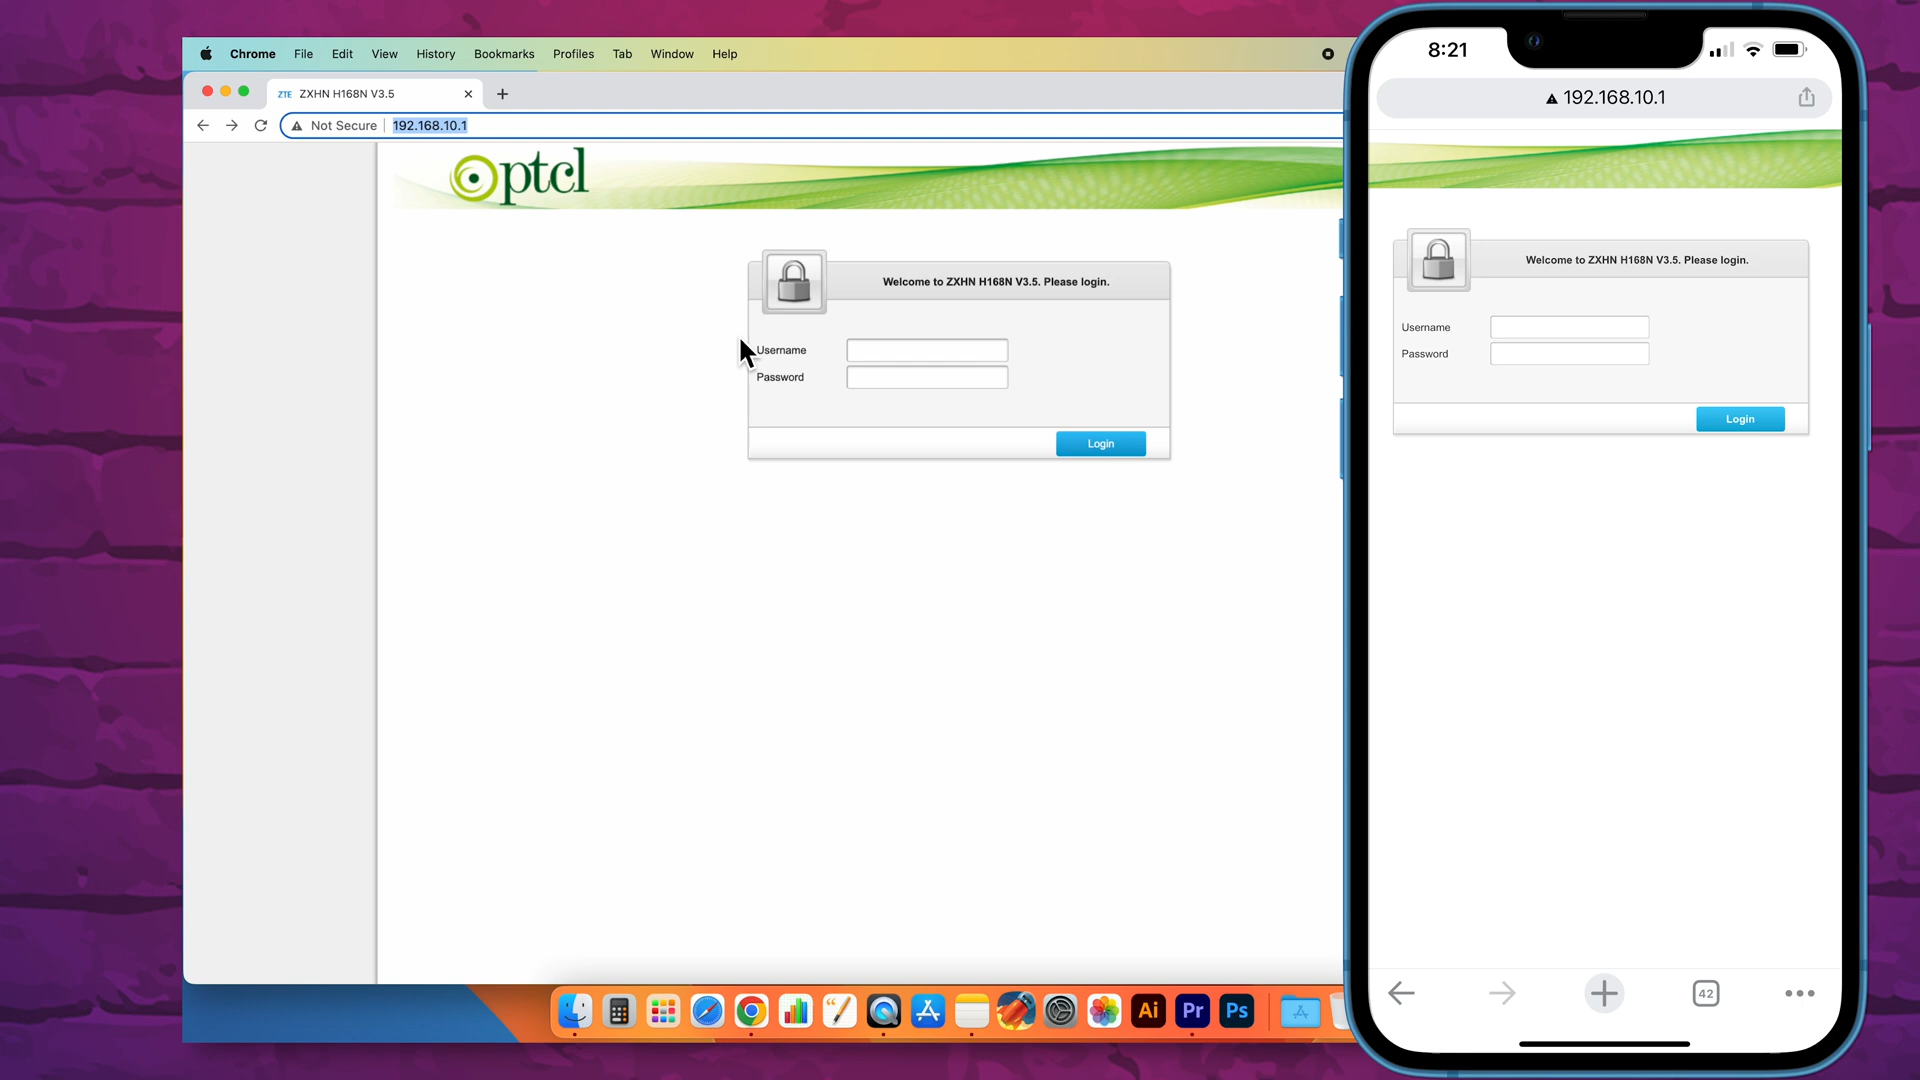 Chrome File Edit View History Bookmarks Profiles Tab Window Help
ZTE ZXHN H168N V3.5
Not Secure 192.168.10.1
ptcl
Welcome to ZXHN H168N V3.5. Please login.
Username
Password
Login
Ai Pr Ps
8:21
192.168.10.1
Welcome to ZXHN H168N V3.5. Please login.
Username
Password
Login
42